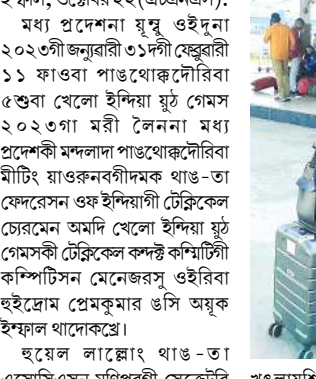 মধ্য প্রদেশনা য়ুম্বু ওইদুনা
২০২৩গী জনুৱারী ৩১দগী ফেব্রুৱারী
১১ ফাওবা পাঙথোক্কদৌরিবা
৫শুবা খেলো ইন্দিয়া য়ুঠ গেমস
২০২৩গা মরী লৈননা মধ্য
প্রদেশকী মন্দলাদা পাঙথোক্কদৌরিবা
মীটিং য়াওরুনবগীদমক থাঙ-তা
ফেদরেসন ওফ ইন্দিয়াগী টেক্নিকেল
চ্যেরমেন অমদি খেলো ইন্দিয়া য়ুঠ
গেমসকী টেক্নিকেল কন্দক্ট কম্মিটিগী
কম্পিটিসন মেনেজরসু ওইরিবা
হুইদ্রোম প্রেমকুমার ঙসি অয়ূক
ইম্ফাল থাদোকখ্রে।
হুয়েল লাল্লোং থাঙ-তা